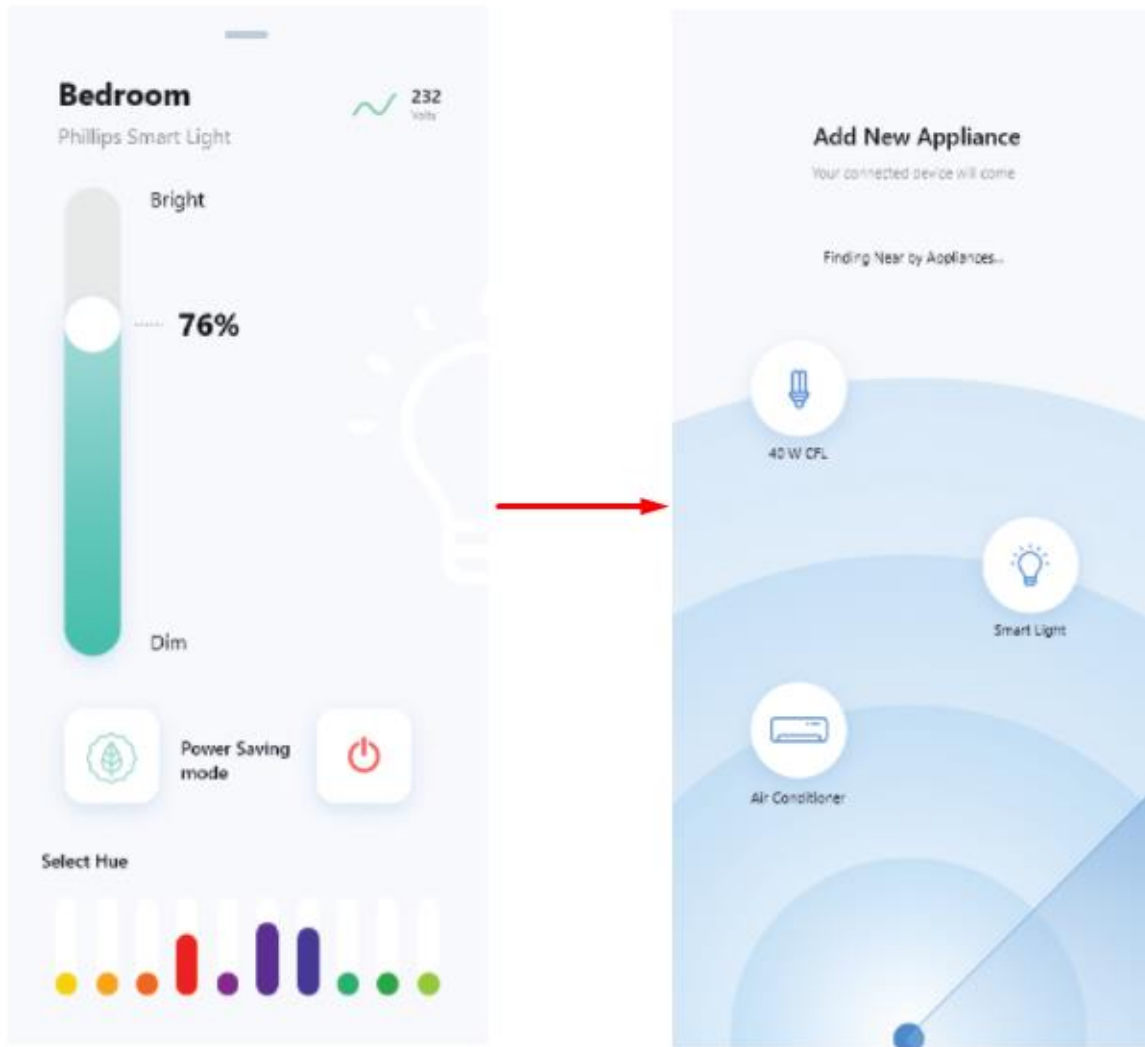 Bedroom
232
Volts
Phillips Smart Light
Bright
76%
Dim
Power Saving
mode
Select Hue
Add New Appliance
Your connected device will come
Finding Near by Appliances...
40 W CFL
Smart Light
Air Conditioner